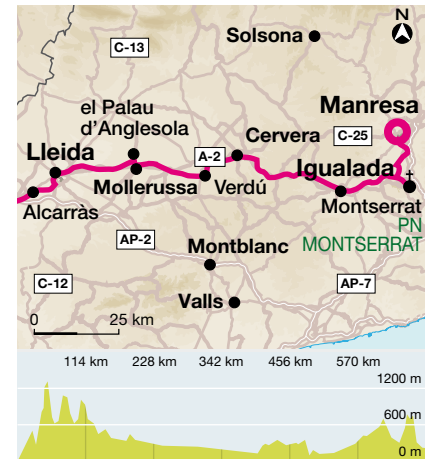 N
C-13
Solsona
Manresa
el Palau
d'Anglesola
C-25
Cervera
Lleida
A-2
Igualada
Mollerussa
Verdú
Alcarràs
Montserrat
PN
MONTSERRAT
AP-2
Montblanc
C-12
AP-7
Valls
0 25 km
114 km 228 km 342 km 456 km 570 km
1200 m
600 m
0 m